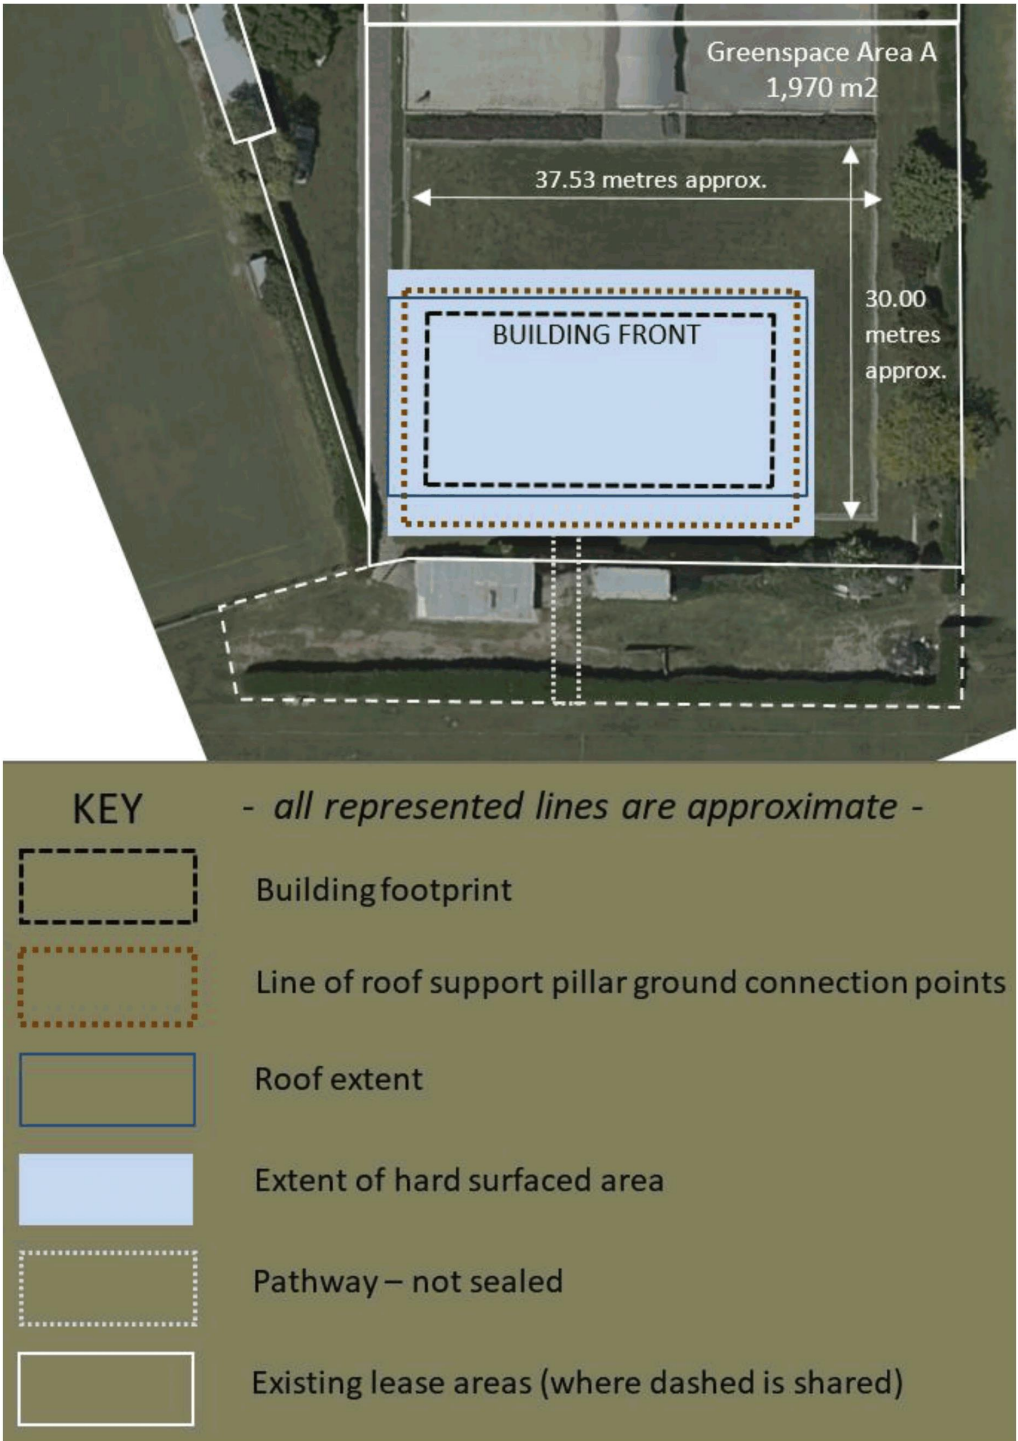 Greenspace Area A
1,970 m2
37.53 metres approx.
30.00
metres
approx.
BUILDING FRONT
KEY - all represented lines are approximate -
Building footprint
Line of roof support pillar ground connection points
Roof extent
Extent of hard surfaced area
Pathway – not sealed
Existing lease areas (where dashed is shared)